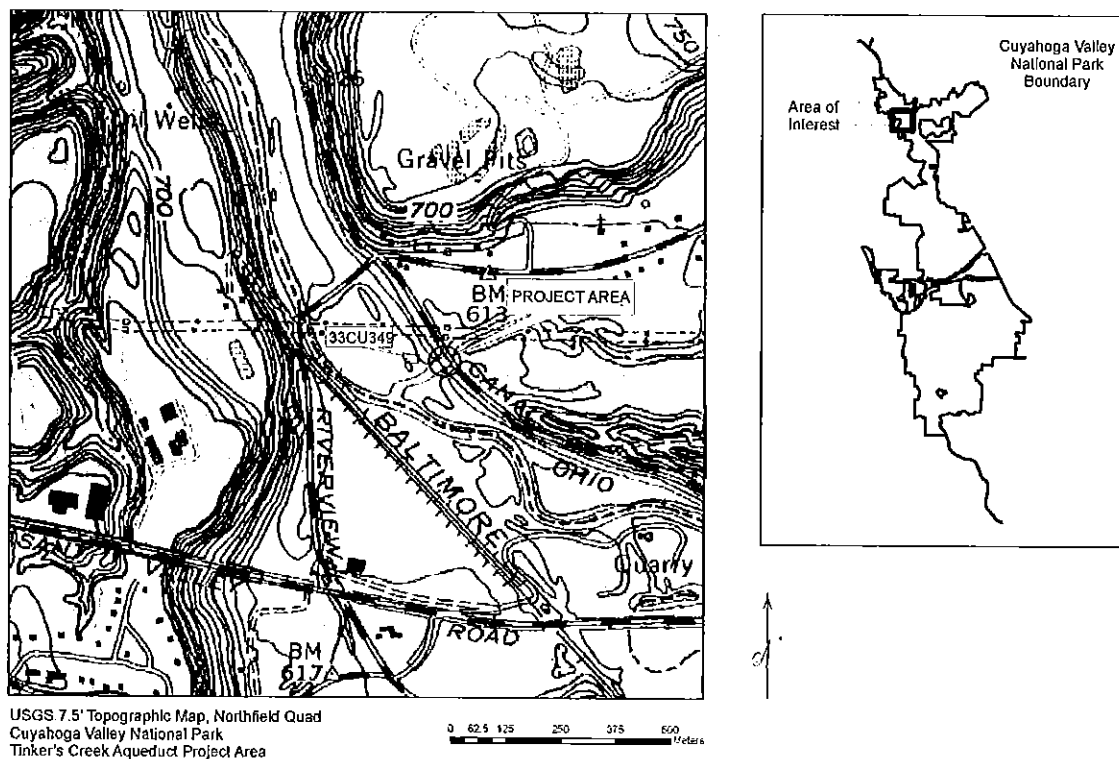 750
Gravel Pits
700
700
BM
613
PROJECT AREA
33CU349
CANAL
BALTIMORE
OHIO
RIVERVIEW
Quarry
ROAD
BM
617
Cuyahoga Valley
National Park
Boundary
Area of
Interest
USGS 7.5' Topographic Map, Northfield Quad
Cuyahoga Valley National Park
Tinker's Creek Aqueduct Project Area
0 62.5 125 250 375 500
Meters